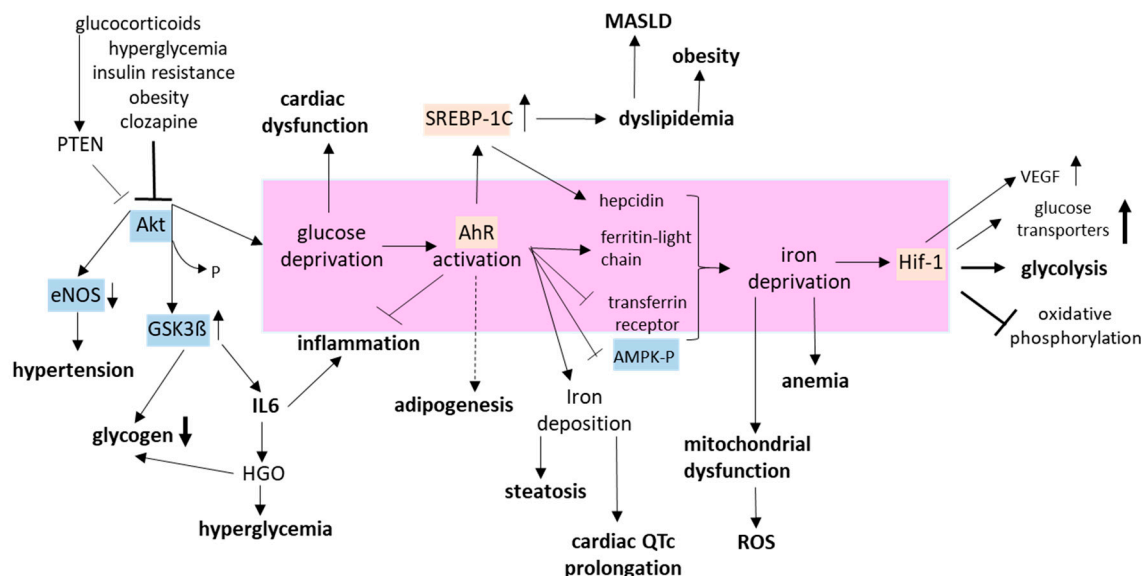 glucocorticoids
hyperglycemia
insulin resistance
obesity
clozapine
PTEN
Akt
P
eNOS
GSK3ß
hypertension
IL6
glycogen
HGO
hyperglycemia
cardiac
dysfunction
glucose
deprivation
AhR
activation
inflammation
adipogenesis
SREBP-1C
MASLD
obesity
dyslipidemia
hepcidin
ferritin-light
chain
transferrin
receptor
AMPK-P
Iron
deposition
steatosis
cardiac QTc
prolongation
iron
deprivation
anemia
mitochondrial
dysfunction
ROS
Hif-1
VEGF
glucose
transporters
glycolysis
oxidative
phosphorylation